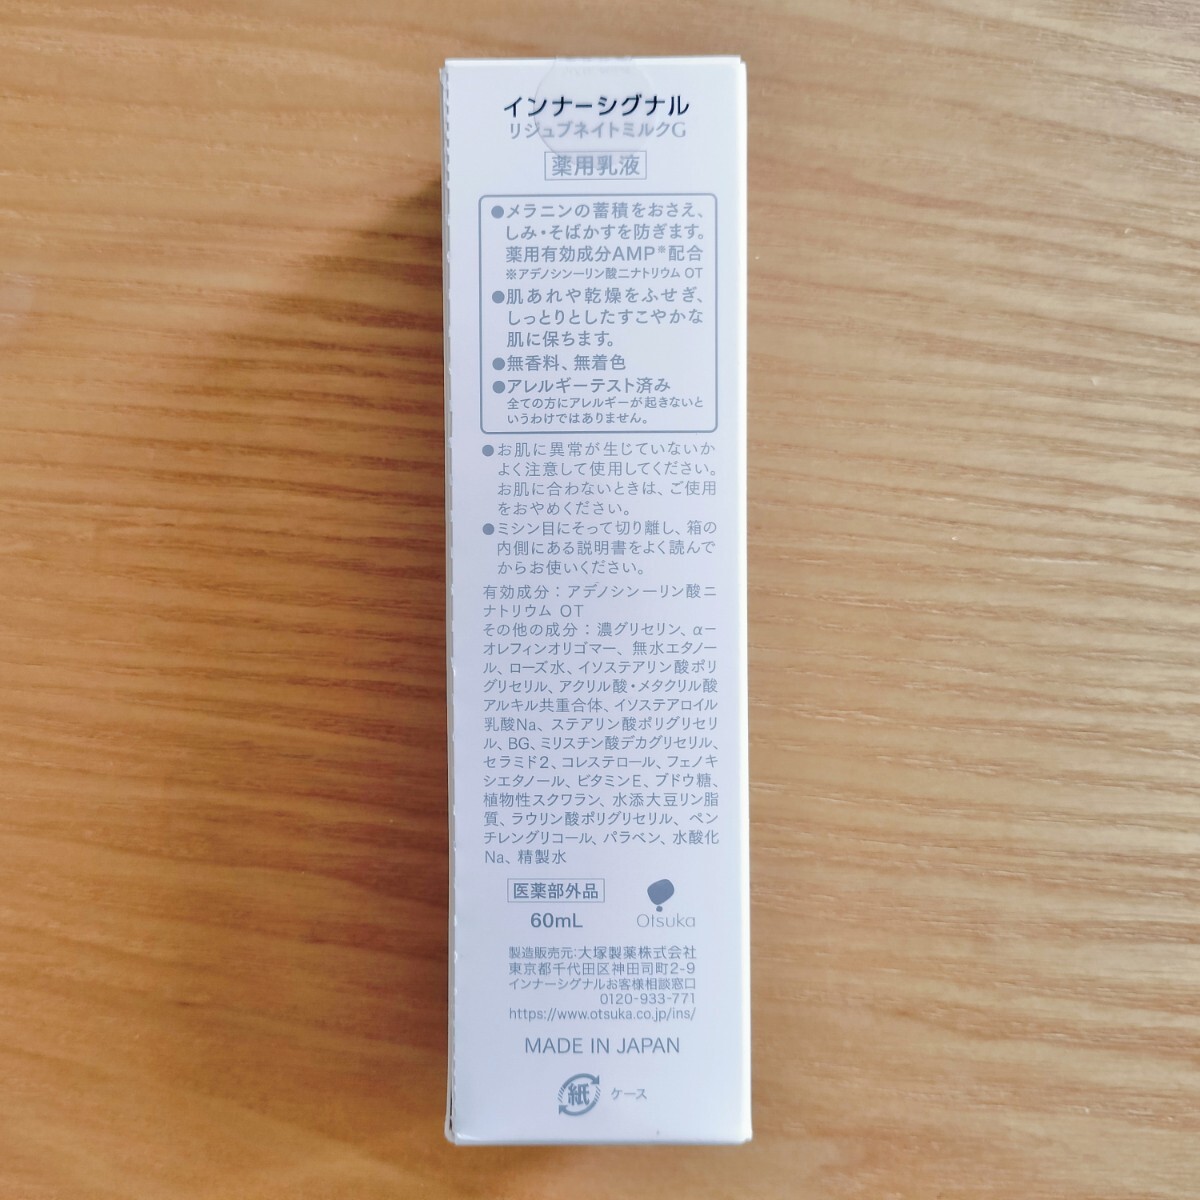 インナーシグナル
リジュブネイトミルクG
薬用乳液
●メラニンの蓄積をおさえ、
しみ・そばかすを防ぎます。
薬用有効成分AMP※配合
※アデノシン一リン酸二ナトリウム OT
●肌あれや乾燥をふせぎ、
しっとりとしたすこやかな
肌に保ちます。
●無香料、無着色
●アレルギーテスト済み
全ての方にアレルギーが起きないと
いうわけではありません。
●お肌に異常が生じていないか
よく注意して使用してください。
お肌に合わないときは、ご使用
をおやめください。
●ミシン目にそって切り離し、箱の
内側にある説明書をよく読んで
からお使いください。
有効成分：アデノシン一リン酸二
ナトリウム OT
その他の成分：濃グリセリン、α－
オレフィンオリゴマー、無水エタノー
ル、ローズ水、イソステアリン酸ポリ
グリセリル、アクリル酸・メタクリル酸
アルキル共重合体、イソステアロイル
乳酸Na、ステアリン酸ポリグリセリ
ル、BG、ミリスチン酸デカグリセリル、
セラミド2、コレステロール、フェノキ
シエタノール、ビタミンE、ブドウ糖、
植物性スクワラン、水添大豆リン脂
質、ラウリン酸ポリグリセリル、ペン
チレングリコール、パラベン、水酸化
Na、精製水
医薬部外品
60mL
Otsuka
製造販売元：大塚製薬株式会社
東京都千代田区神田司町2-9
インナーシグナルお客様相談窓口
0120-933-771
https://www.otsuka.co.jp/ins/
MADE IN JAPAN
紙 ケース